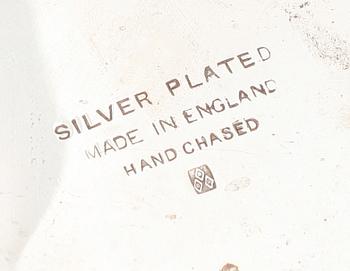 SILVER PLATED
MADE IN ENGLAND
HAND CHASED